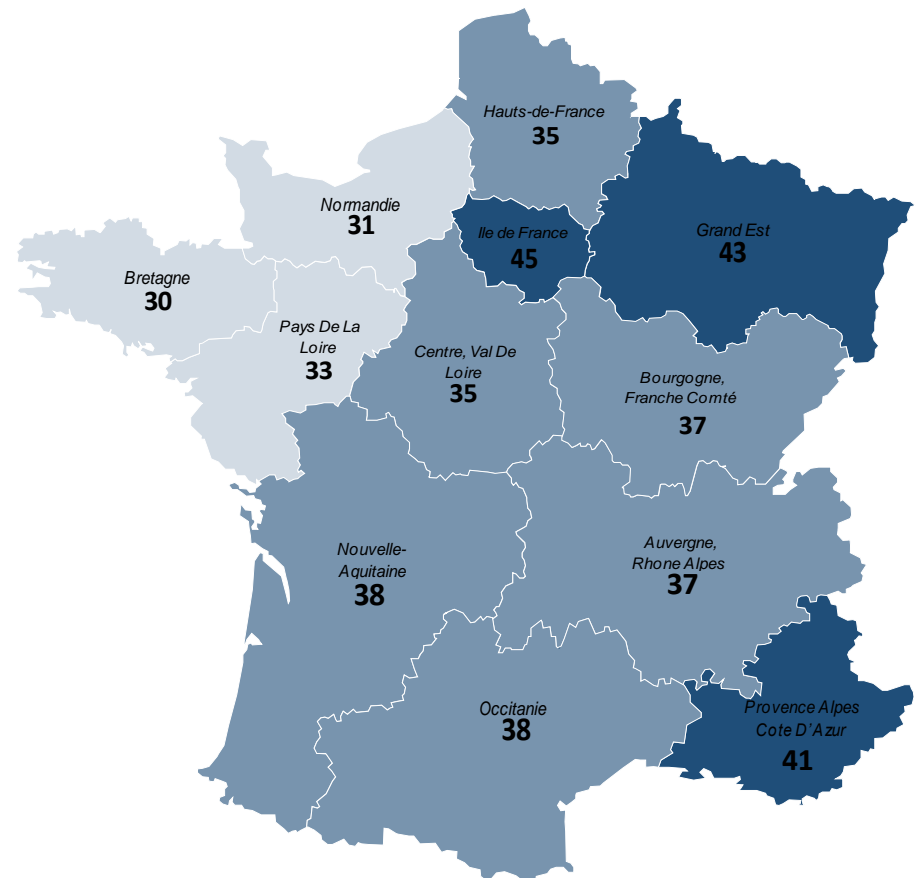 Hauts-de-France
35
Normandie
31
Ile de France
45
Grand Est
43
Bretagne
30
Pays De La
Loire
33
Centre, Val De
Loire
35
Bourgogne,
Franche Comté
37
Nouvelle-
Aquitaine
38
Auvergne,
Rhone Alpes
37
Occitanie
38
Provence Alpes
Cote D'Azur
41